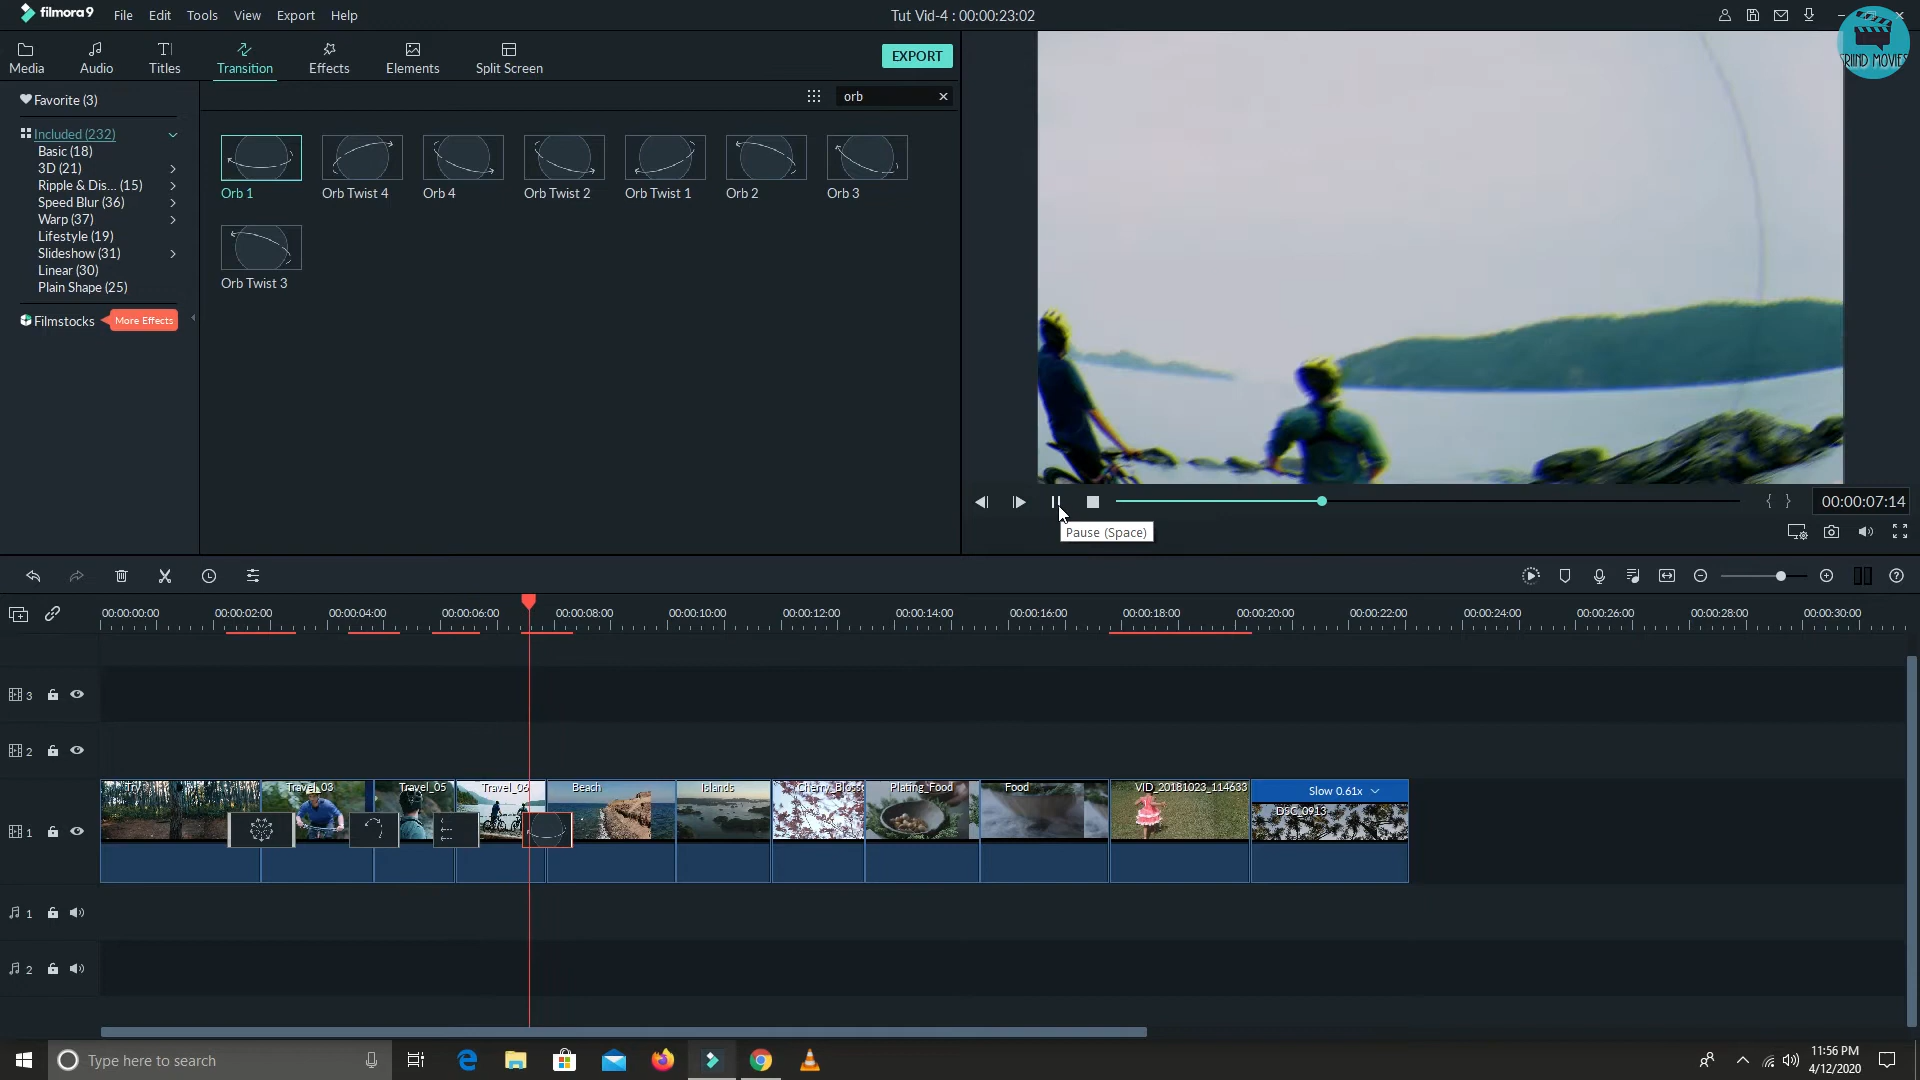 filmora9 File Edit Tools View Export Help
Tut Vid-4 : 00:00:23:02
RIIND MOVIES
Media Audio Titles Transition Effects Elements Split Screen
EXPORT
Favorite (3)
orb
Included (232)
Basic (18)
3D (21)
Ripple & Dis... (15)
Speed Blur (36)
Warp (37)
Lifestyle (19)
Slideshow (31)
Linear (30)
Plain Shape (25)
Filmstocks More Effects
Orb 1 Orb Twist 4 Orb 4 Orb Twist 2 Orb Twist 1 Orb 2 Orb 3
Orb Twist 3
{ } 00:00:07:14
Pause (Space)
00:00:00:00 00:00:02:00 00:00:04:00 00:00:06:00 00:00:08:00 00:00:10:00 00:00:12:00 00:00:14:00 00:00:16:00 00:00:18:00 00:00:20:00 00:00:22:00 00:00:24:00 00:00:26:00 00:00:28:00 00:00:30:00
3
2
Travel_03 Travel_05 Travel_06 Beach Islands Cherry_Bloss Plating_Food Food VID_20181023_114633 Slow 0.61x
DSC_0913
1
1
2
Type here to search
11:56 PM
4/12/2020